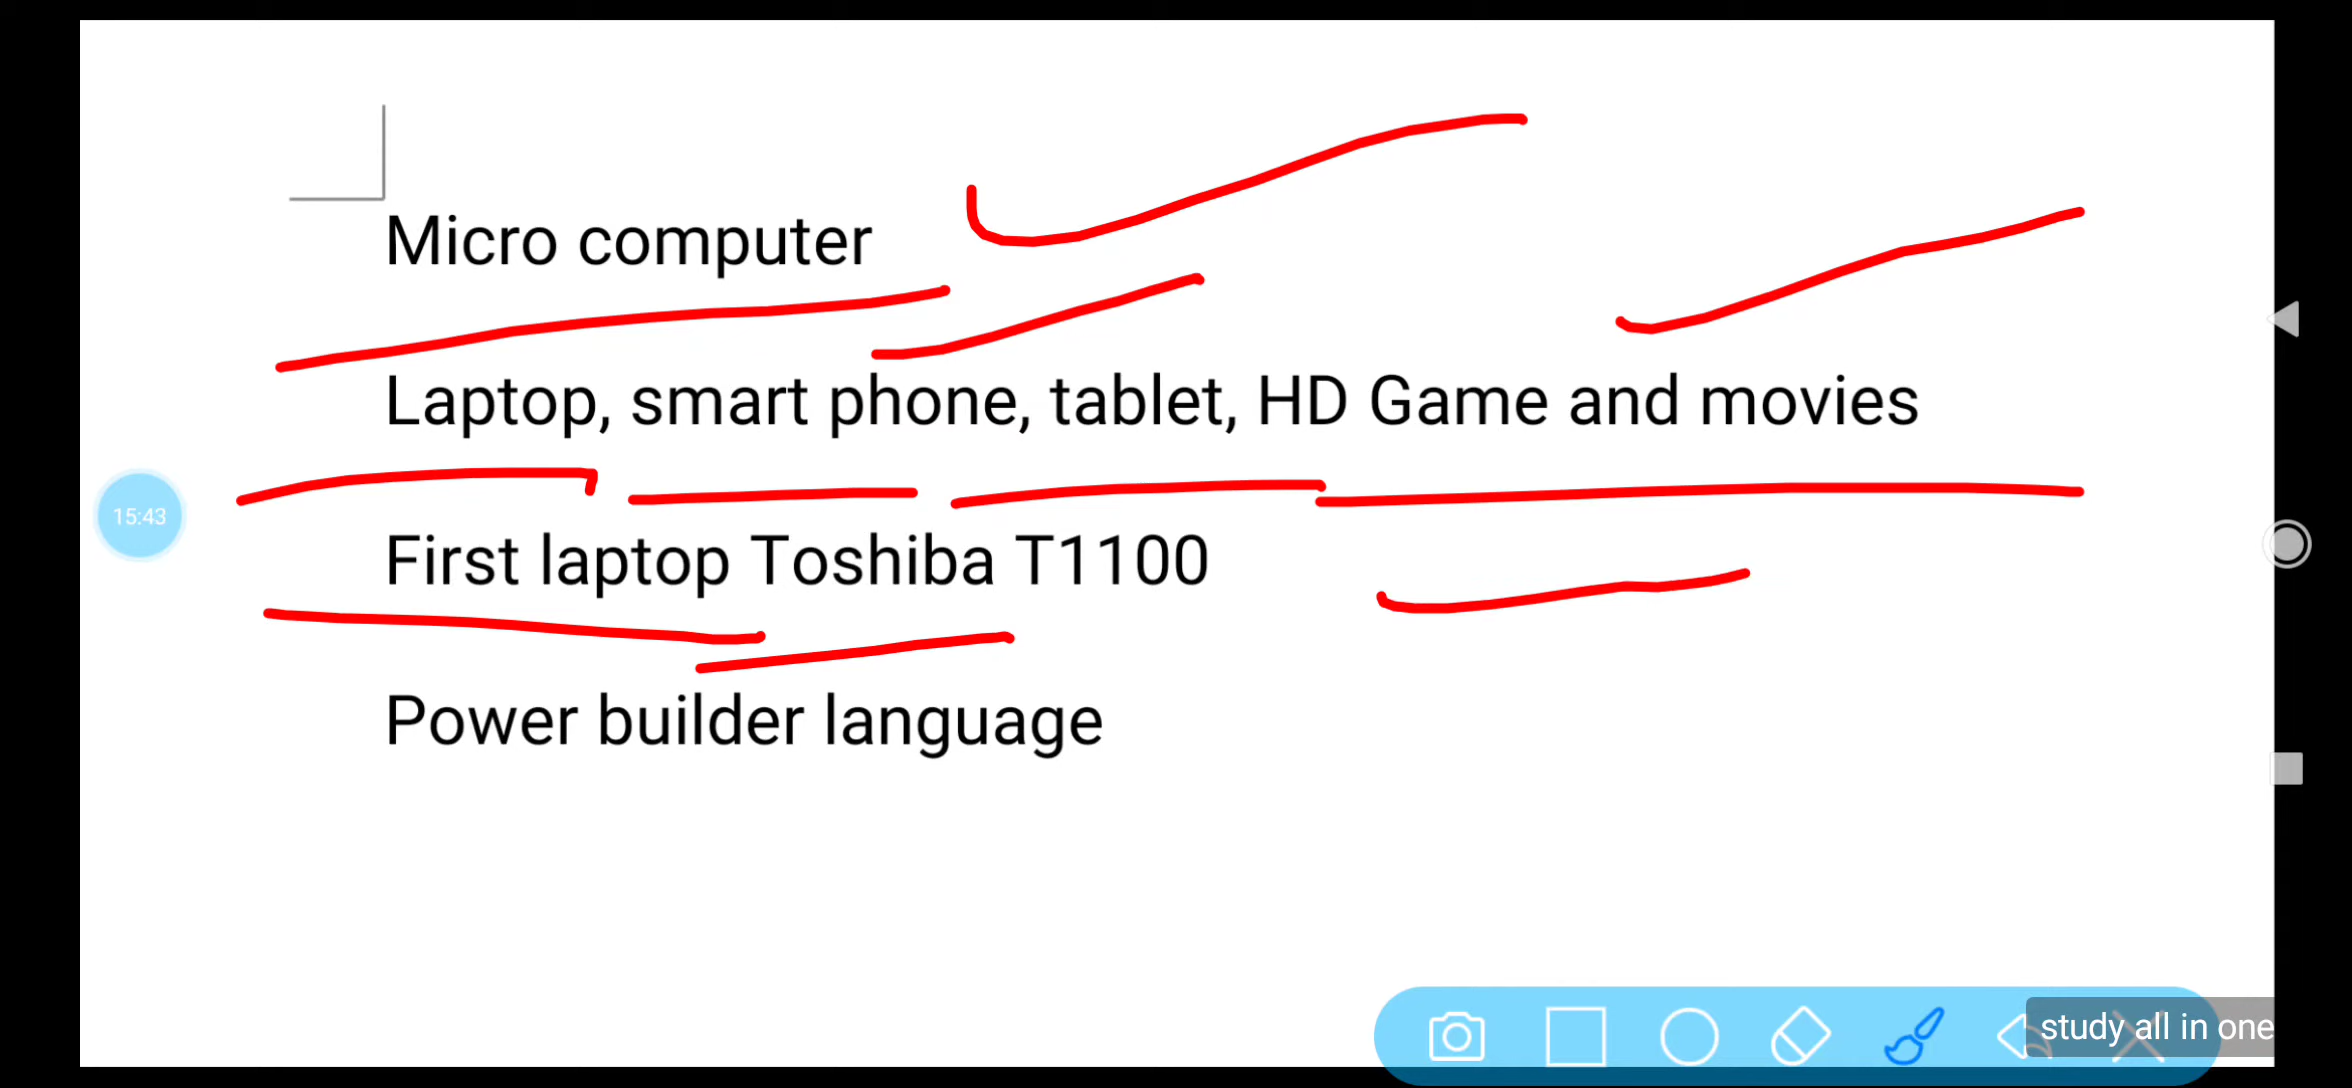 Micro computer
Laptop, smart phone, tablet, HD Game and movies
15:43
First laptop Toshiba T1100
Power builder language
study all in one